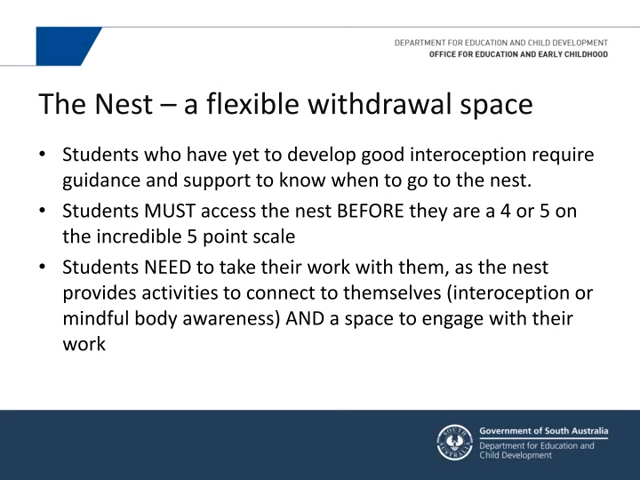 DEPARTMENT FOR EDUCATION AND CHILD DEVELOPMENT
OFFICE FOR EDUCATION AND EARLY CHILDHOOD
The Nest – a flexible withdrawal space
• Students who have yet to develop good interoception require
guidance and support to know when to go to the nest.
• Students MUST access the nest BEFORE they are a 4 or 5 on
the incredible 5 point scale
• Students NEED to take their work with them, as the nest
provides activities to connect to themselves (interoception or
mindful body awareness) AND a space to engage with their
work
SOUTH AUSTRALIA
Government of South Australia
Department for Education and
Child Development